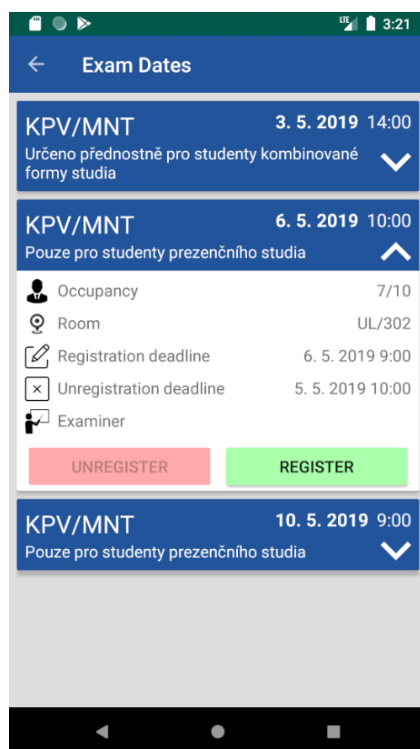 LTE 3:21
Exam Dates
KPV/MNT 3. 5. 2019 14:00
Určeno přednostně pro studenty kombinované
formy studia
KPV/MNT 6. 5. 2019 10:00
Pouze pro studenty prezenčního studia
Occupancy 7/10
Room UL/302
Registration deadline 6. 5. 2019 9:00
Unregistration deadline 5. 5. 2019 10:00
Examiner
UNREGISTER REGISTER
KPV/MNT 10. 5. 2019 9:00
Pouze pro studenty prezenčního studia